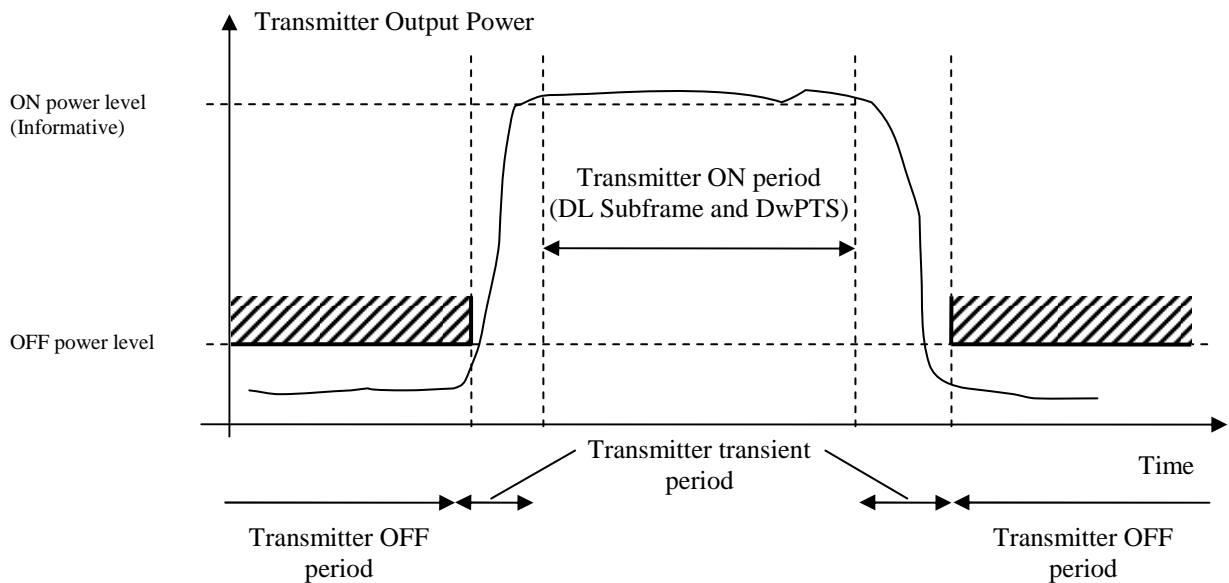 Transmitter Output Power
ON power level
(Informative)
Transmitter ON period
(DL Subframe and DwPTS)
OFF power level
Transmitter transient
period
Time
Transmitter OFF
period
Transmitter OFF
period